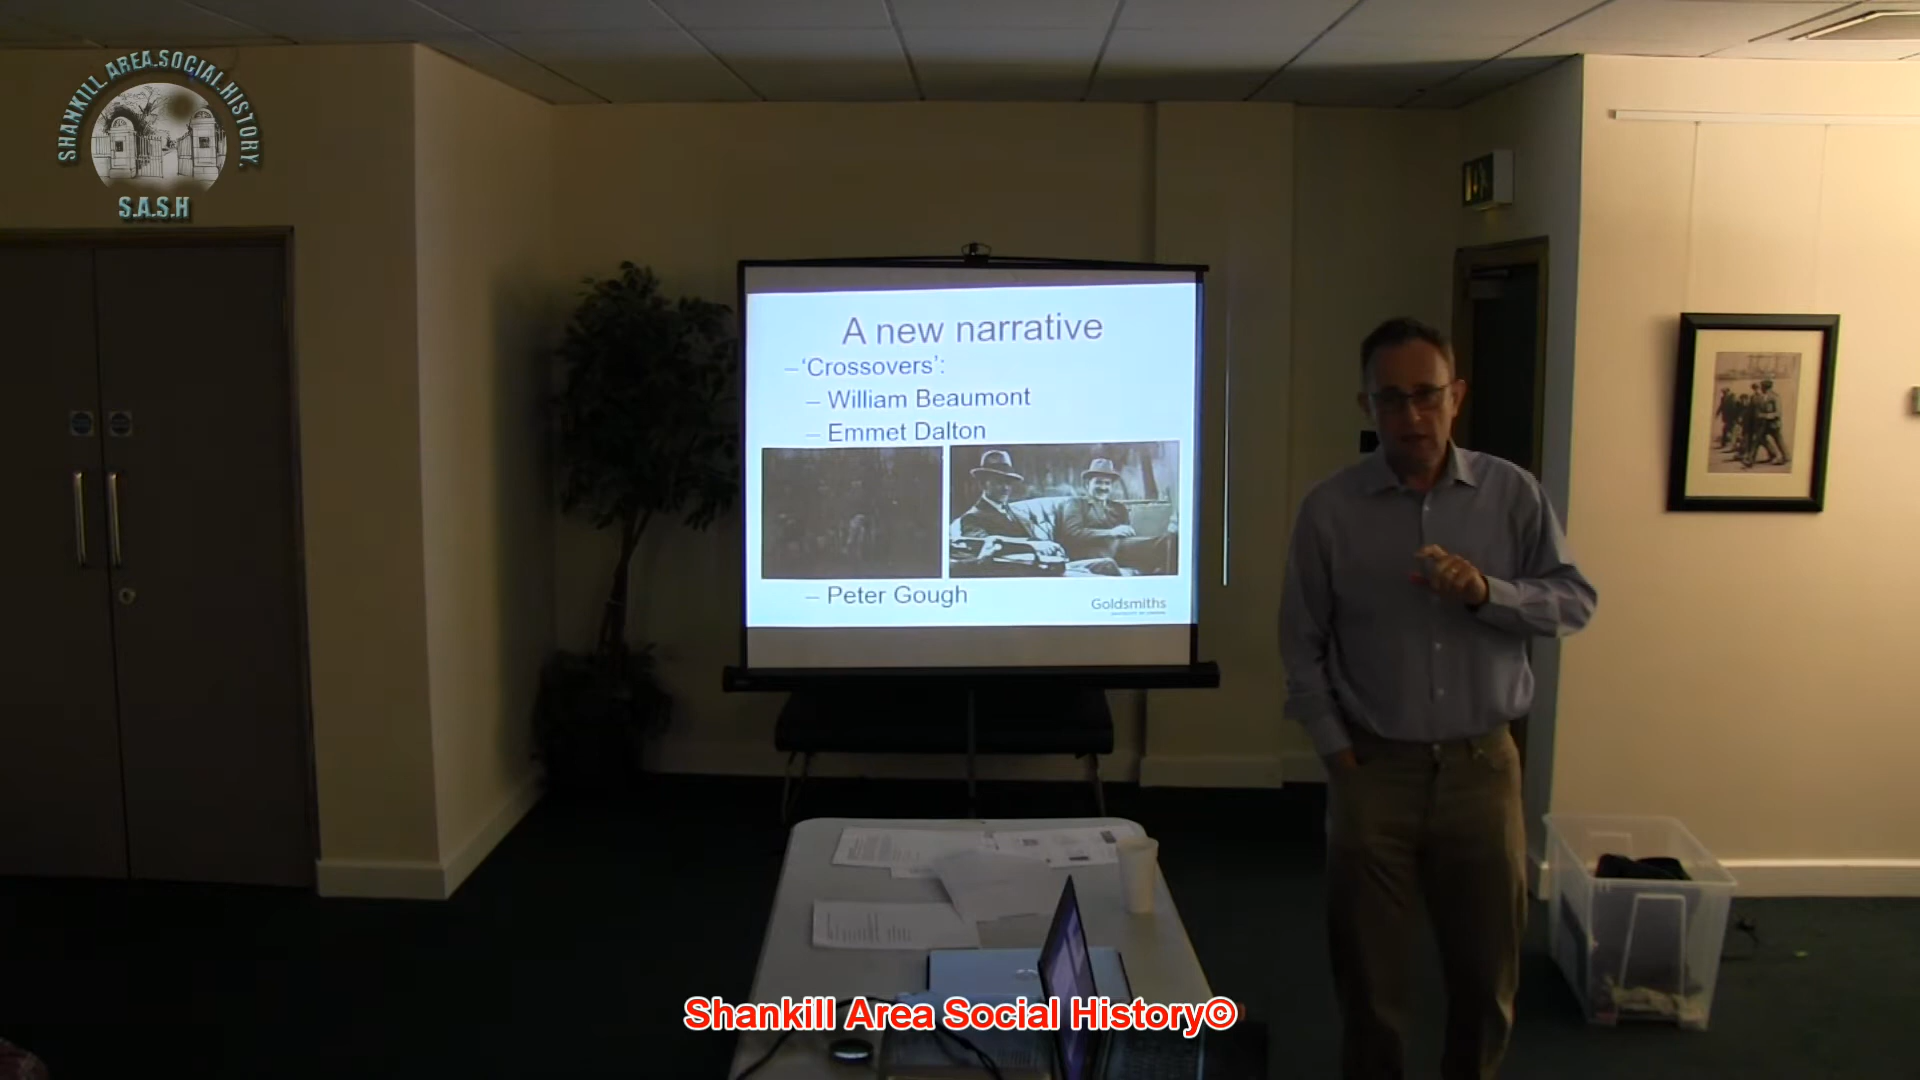 SHANKILL.AREA.SOCIAL.HISTORY.
S.A.S.H
A new narrative
– 'Crossovers':
– William Beaumont
– Emmet Dalton
– Peter Gough
Goldsmiths
Shankill Area Social History©